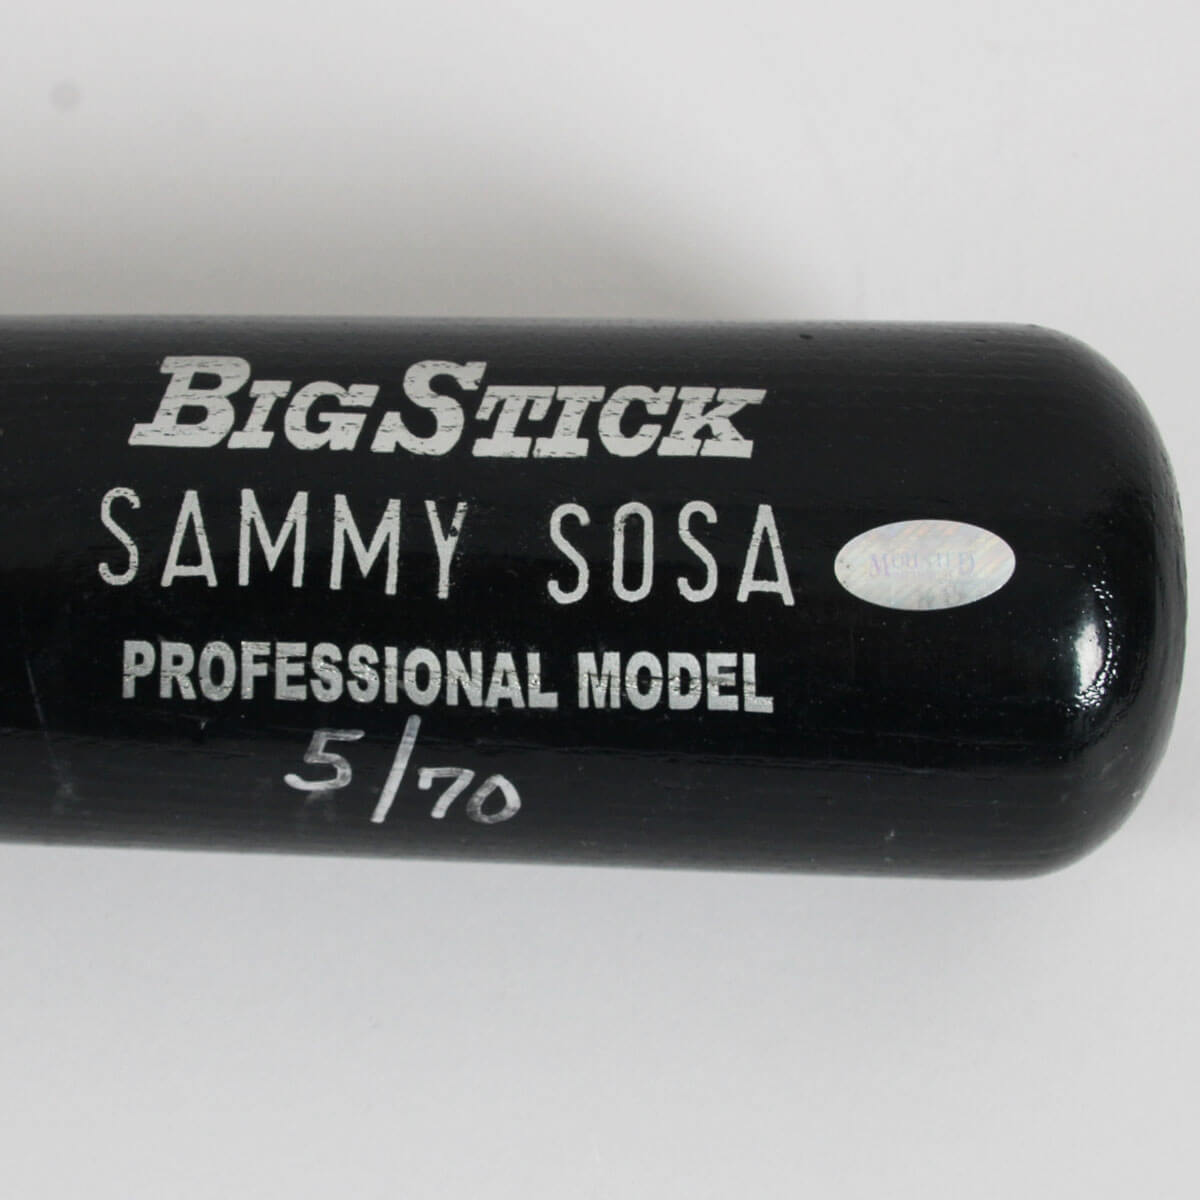 BIGSTICK
SAMMY SOSA
PROFESSIONAL MODEL
5/70